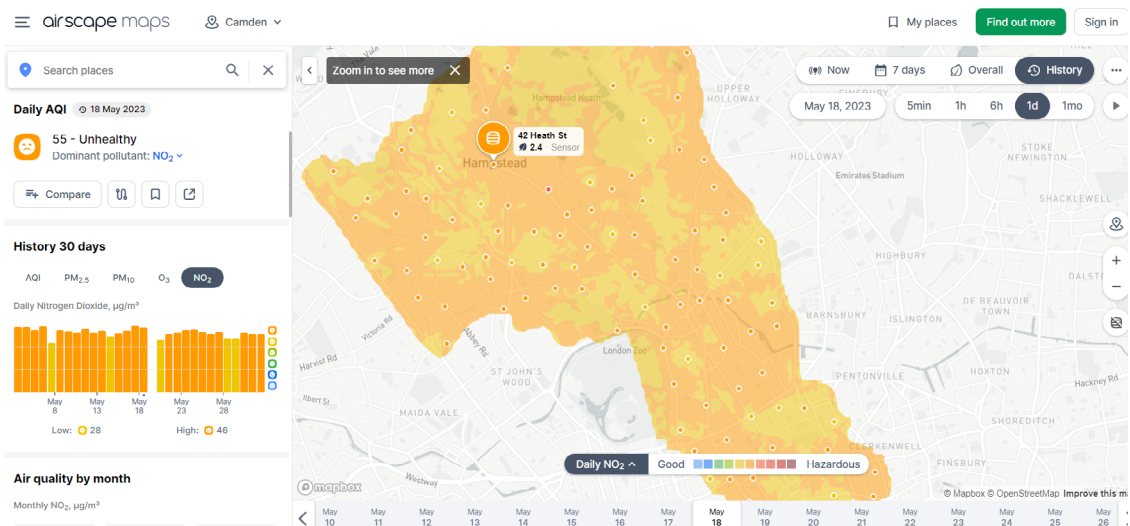 airscape maps
Camden
My places
Find out more
Sign in
Search places
Zoom in to see more
Now
7 days
Overall
History
May 18, 2023
5min
1h
6h
1d
1mo
Daily AQI
18 May 2023
55 - Unhealthy
Dominant pollutant: NO₂
Compare
History 30 days
AQI
PM₂.₅
PM₁₀
O₃
NO₂
Daily Nitrogen Dioxide, µg/m³
May 8
May 13
May 18
May 23
May 28
Low: 28
High: 46
Air quality by month
Monthly NO₂, µg/m³
Hampstead Heath
UPPER HOLLOWAY
42 Heath St
2.4 · Sensor
Hampstead
HOLLOWAY
STOKE NEWINGTON
Emirates Stadium
SHACKLEWELL
HIGHBURY
DE BEAUVOIR TOWN
BARNSBURY
ISLINGTON
Victoria Rd
Abbey Rd
London Zoo
Harvist Rd
ST JOHN'S WOOD
PENTONVILLE
HOXTON
Hackney Rd
MAIDA VALE
SHOREDITCH
CLERKENWELL
FINSBURY
Westway
Daily NO₂
Good
Hazardous
mapbox
© Mapbox © OpenStreetMap Improve this ma
May 10
May 11
May 12
May 13
May 14
May 15
May 16
May 17
May 18
May 19
May 20
May 21
May 22
May 23
May 24
May 25
May 26